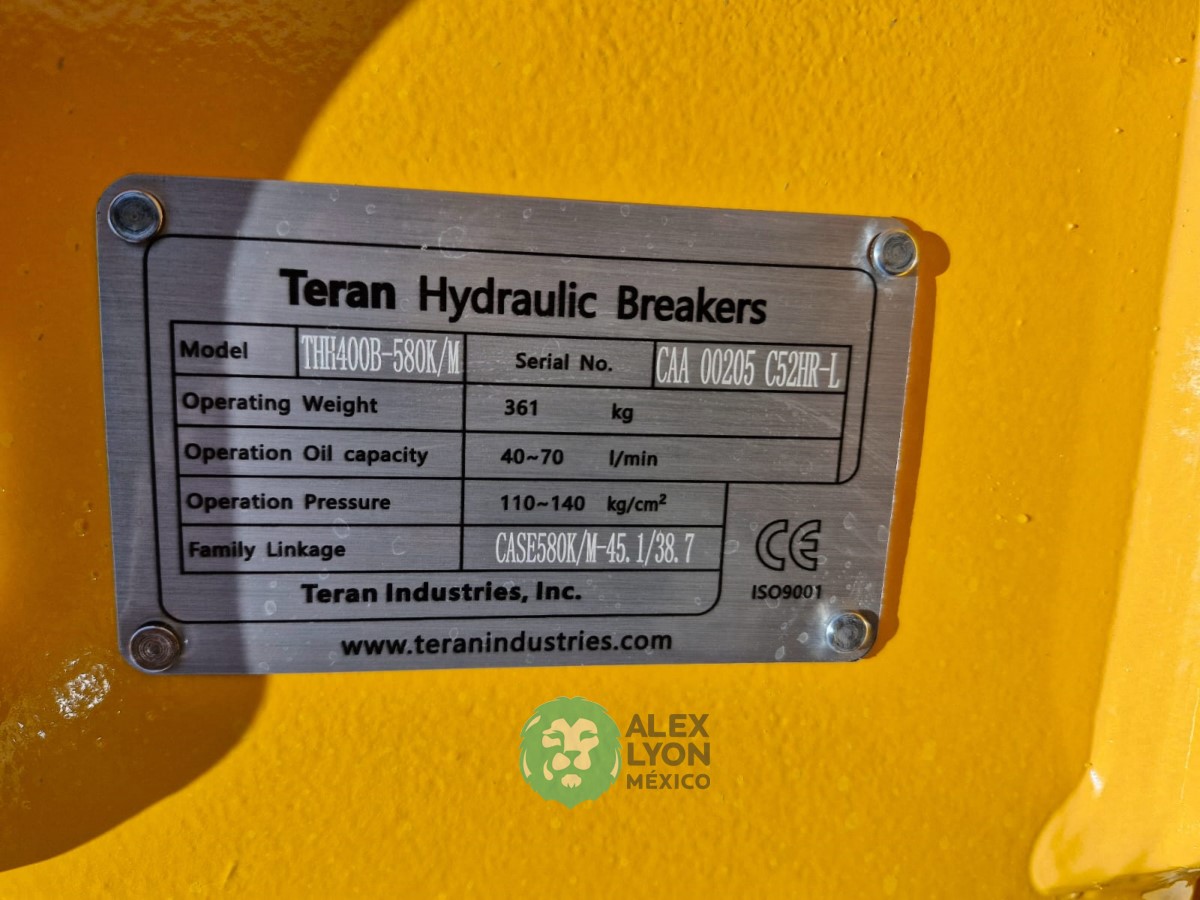 Teran Hydraulic Breakers
Model THH400B-580K/M Serial No. CAA 00205 C52HR-L
Operating Weight 361 kg
Operation Oil capacity 40~70 l/min
Operation Pressure 110~140 kg/cm²
Family Linkage CASE580K/M-45.1/38.7
CE
Teran Industries, Inc. ISO9001
www.teranindustries.com
ALEX
LYON
MÉXICO